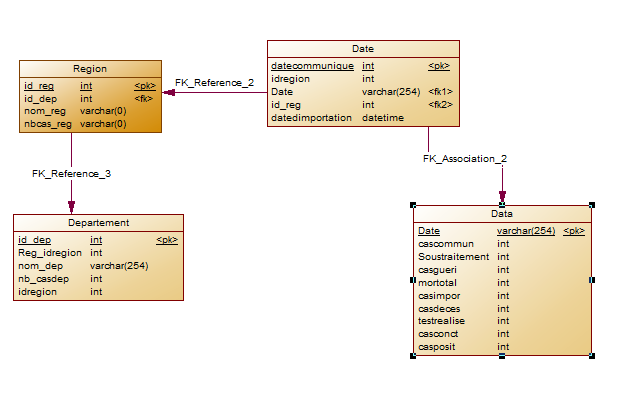 Date
datecommunique int <pk>
idregion int
Date varchar(254) <fk1>
id_reg int <fk2>
datedimportation datetime
Region
id_reg int <pk>
id_dep int <fk>
nom_reg varchar(0)
nbcas_reg varchar(0)
FK_Reference_2
FK_Association_2
FK_Reference_3
Departement
id_dep int <pk>
Reg_idregion int
nom_dep varchar(254)
nb_casdep int
idregion int
Data
Date varchar(254) <pk>
cascommun int
Soustraitement int
casgueri int
mortotal int
casimpor int
casdeces int
testrealise int
casconct int
casposit int